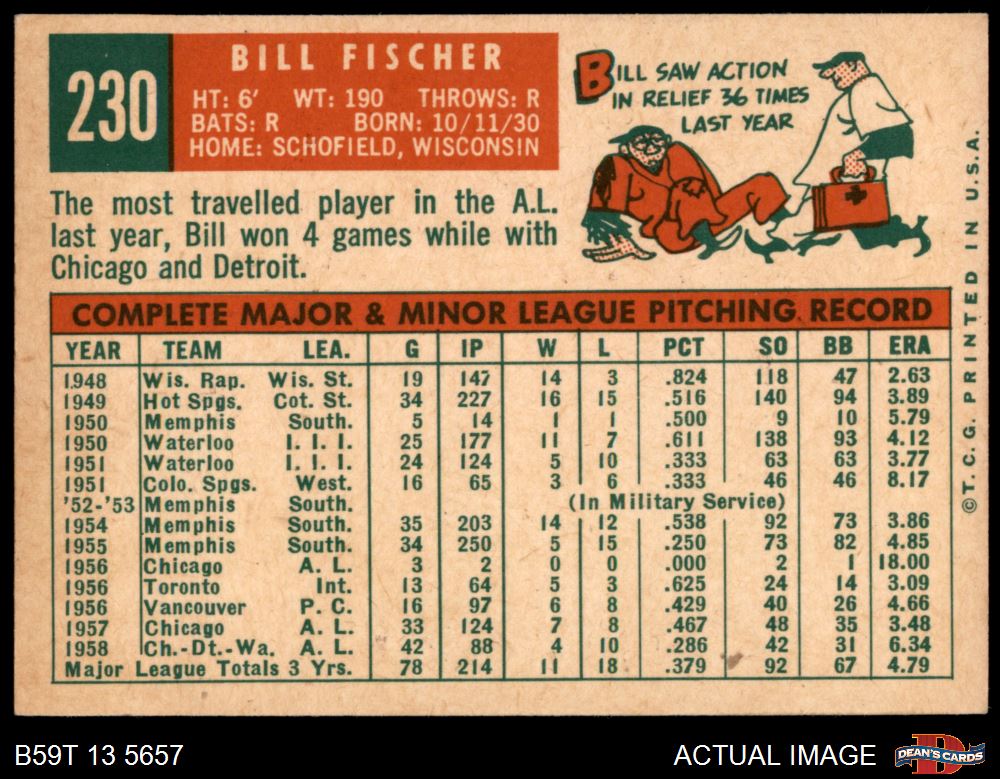 230
BILL FISCHER
HT: 6' WT: 190 THROWS: R
BATS: R BORN: 10/11/30
HOME: SCHOFIELD, WISCONSIN
BILL SAW ACTION
IN RELIEF 36 TIMES
LAST YEAR
The most travelled player in the A.L.
last year, Bill won 4 games while with
Chicago and Detroit.
COMPLETE MAJOR & MINOR LEAGUE PITCHING RECORD
YEAR TEAM LEA. G IP W L PCT SO BB ERA
1948 Wis. Rap. Wis. St. 19 147 14 3 .824 118 47 2.63
1949 Hot Spgs. Cot. St. 34 227 16 15 .516 140 94 3.89
1950 Memphis South. 5 14 1 1 .500 9 10 5.79
1950 Waterloo I. I. I. 25 177 11 7 .611 138 93 4.12
1951 Waterloo I. I. I. 24 124 5 10 .333 63 63 3.77
1951 Colo. Spgs. West. 16 65 3 6 .333 46 46 8.17
'52-'53 Memphis South. (In Military Service)
1954 Memphis South. 35 203 14 12 .538 92 73 3.86
1955 Memphis South. 34 250 5 15 .250 73 82 4.85
1956 Chicago A. L. 3 2 0 0 .000 2 1 18.00
1956 Toronto Int. 13 64 5 3 .625 24 14 3.09
1956 Vancouver P. C. 16 97 6 8 .429 40 26 4.66
1957 Chicago A. L. 33 124 7 8 .467 48 35 3.48
1958 Ch.-Dt.-Wa. A. L. 42 88 4 10 .286 42 31 6.34
Major League Totals 3 Yrs. 78 214 11 18 .379 92 67 4.79
© T. C. G. PRINTED IN U.S.A.
B59T 13 5657
ACTUAL IMAGE
D
DEAN'S CARDS